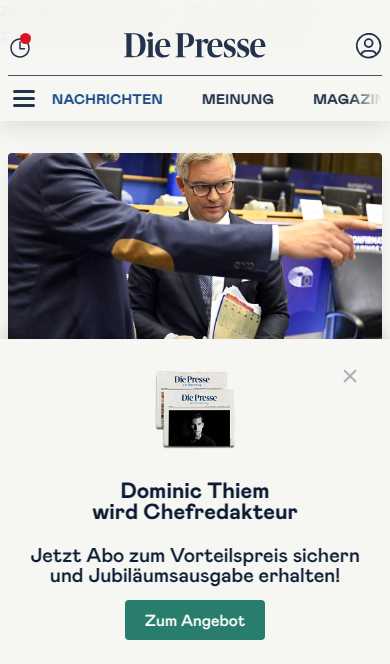 Die Presse
NACHRICHTEN MEINUNG MAGAZIN
Die Presse
Die Presse
Dominic Thiem
wird Chefredakteur
Jetzt Abo zum Vorteilspreis sichern
und Jubiläumsausgabe erhalten!
Zum Angebot